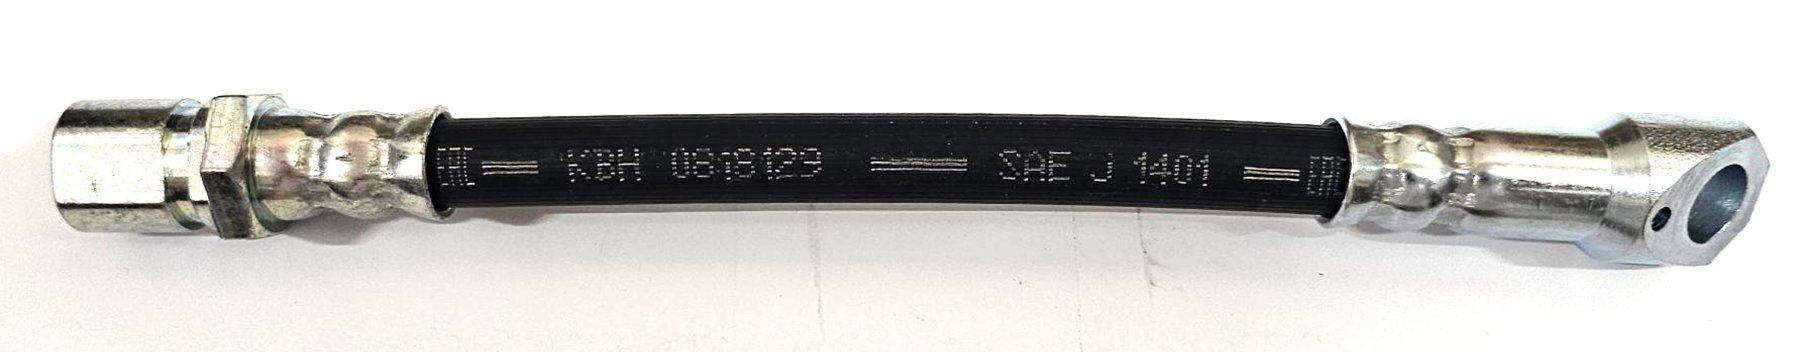 EAC KBH 0818129 SAE J 1401 EAC